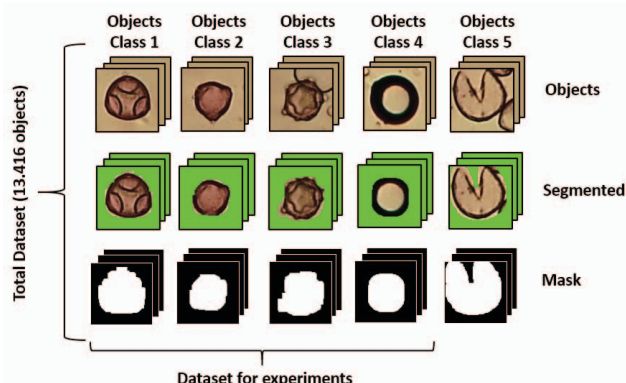 Objects Objects Objects Objects Objects
Class 1 Class 2 Class 3 Class 4 Class 5
Objects
Total Dataset (13.416 objects)
Segmented
Mask
Dataset for experiments